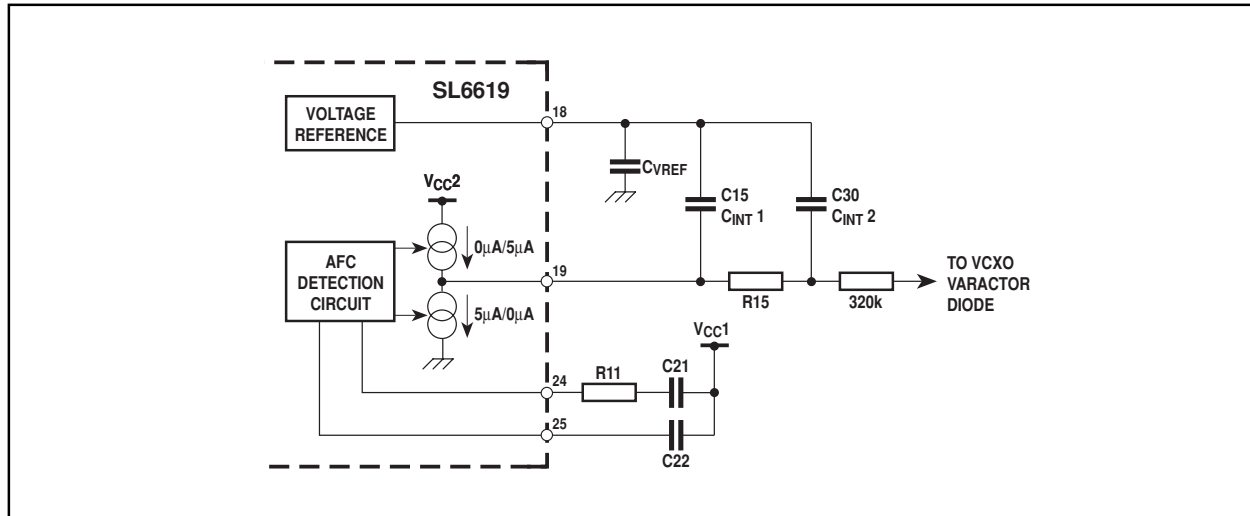 SL6619
VOLTAGE
REFERENCE
18
CVREF
C15
CINT 1
C30
CINT 2
VCC2
0µA/5µA
AFC
DETECTION
CIRCUIT
19
5µA/0µA
R15
320k
TO VCXO
VARACTOR
DIODE
VCC1
24
R11
C21
25
C22